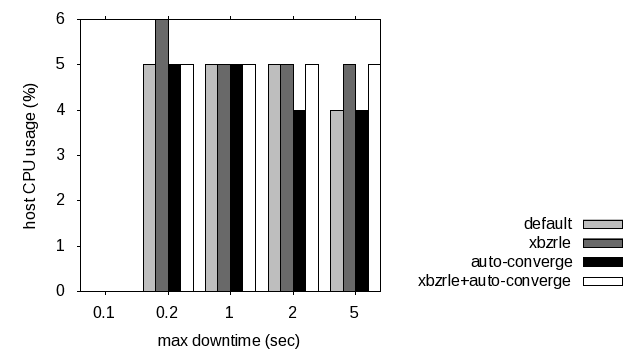 6
5
4
3
2
1
0
host CPU usage (%)
0.1 0.2 1 2 5
max downtime (sec)
default
xbzrle
auto-converge
xbzrle+auto-converge